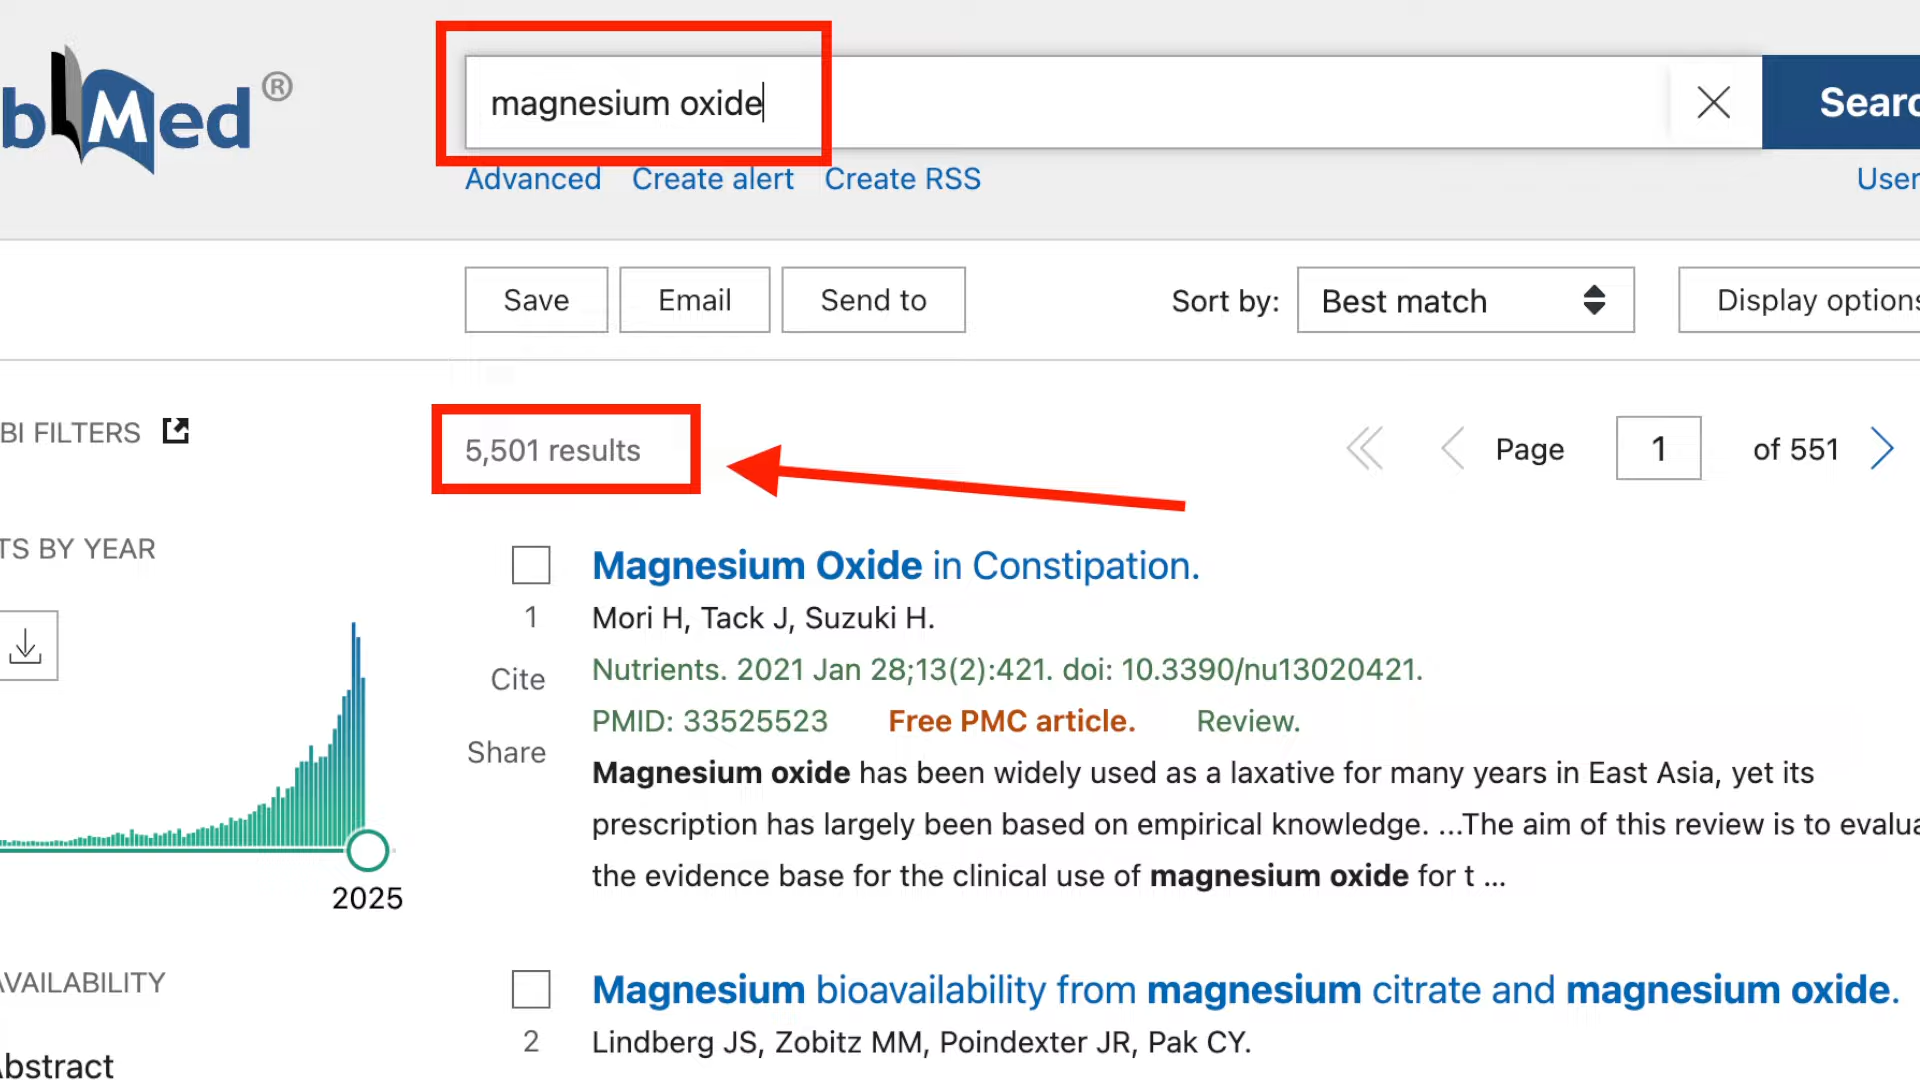 bMed®
magnesium oxide
Searc
Advanced Create alert Create RSS
User
Save Email Send to
Sort by: Best match
Display options
BI FILTERS
5,501 results
Page 1 of 551
TS BY YEAR
Magnesium Oxide in Constipation.
1
Mori H, Tack J, Suzuki H.
Cite
Nutrients. 2021 Jan 28;13(2):421. doi: 10.3390/nu13020421.
PMID: 33525523 Free PMC article. Review.
Share
Magnesium oxide has been widely used as a laxative for many years in East Asia, yet its
prescription has largely been based on empirical knowledge. ...The aim of this review is to evalua
the evidence base for the clinical use of magnesium oxide for t ...
2025
AVAILABILITY
Magnesium bioavailability from magnesium citrate and magnesium oxide.
2
Lindberg JS, Zobitz MM, Poindexter JR, Pak CY.
Abstract